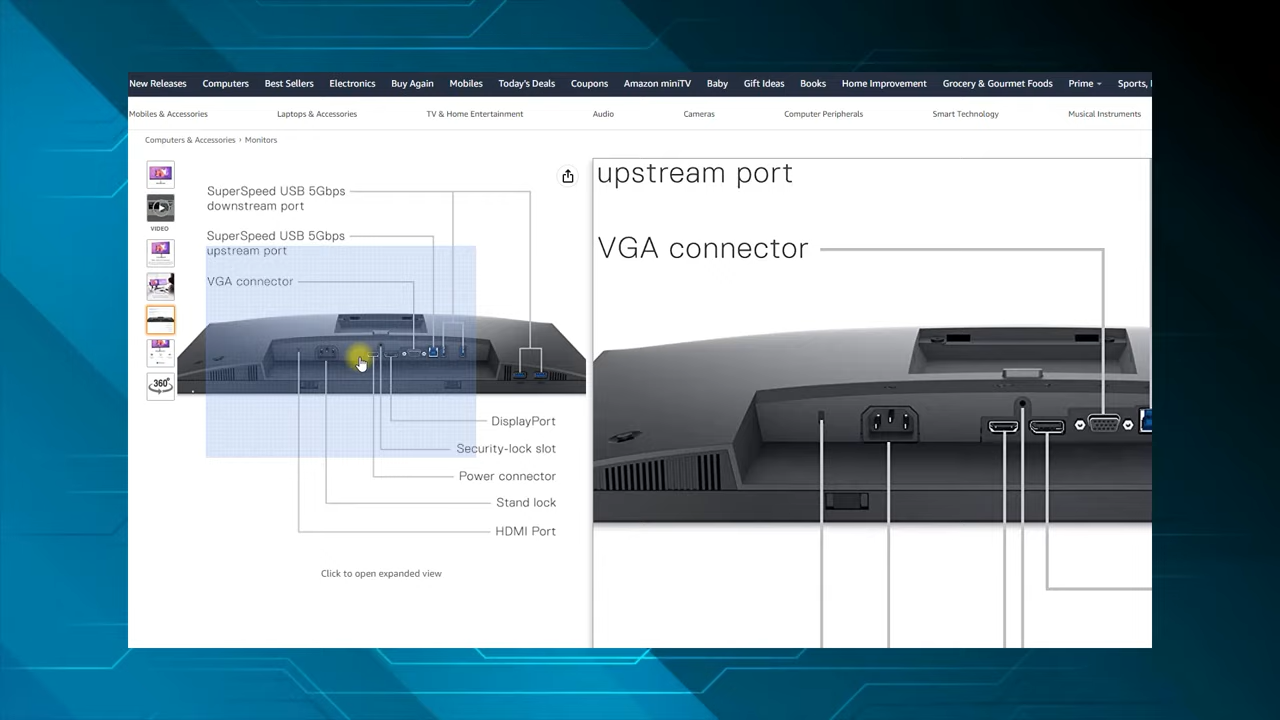 New Releases Computers Best Sellers Electronics Buy Again Mobiles Today's Deals Coupons Amazon miniTV Baby Gift Ideas Books Home Improvement Grocery & Gourmet Foods Prime Sports,
Mobiles & Accessories Laptops & Accessories TV & Home Entertainment Audio Cameras Computer Peripherals Smart Technology Musical Instruments
Computers & Accessories › Monitors
VIDEO
360°
SuperSpeed USB 5Gbps
downstream port
SuperSpeed USB 5Gbps
upstream port
VGA connector
DisplayPort
Security-lock slot
Power connector
Stand lock
HDMI Port
Click to open expanded view
upstream port
VGA connector